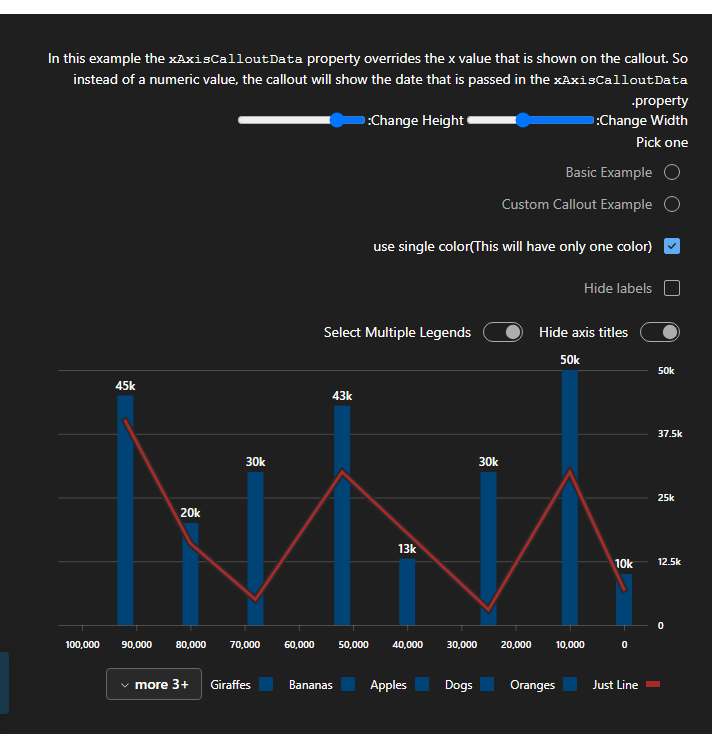 In this example the xAxisCalloutData property overrides the x value that is shown on the callout. So
instead of a numeric value, the callout will show the date that is passed in the xAxisCalloutData
.property
:Change Width :Change Height
Pick one
Basic Example
Custom Callout Example
use single color(This will have only one color)
Hide labels
Hide axis titles Select Multiple Legends
50k
45k
43k
30k
30k
20k
13k
10k
50k
37.5k
25k
12.5k
0
100,000 90,000 80,000 70,000 60,000 50,000 40,000 30,000 20,000 10,000 0
Just Line Oranges Dogs Apples Bananas Giraffes more 3+